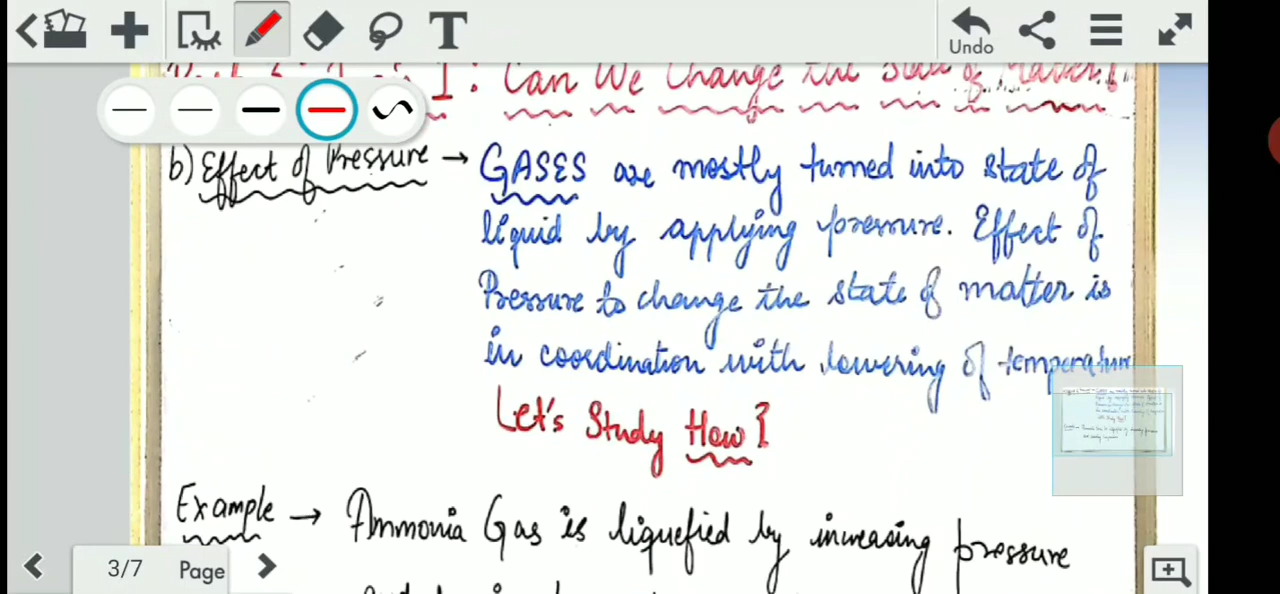 Undo
I: Can We Change the State of Matter?
b) Effect of Pressure → GASES are mostly turned into state of
liquid by applying pressure. Effect of
Pressure to change the state of matter is
in coordination with lowering of temperature
Let's Study How?
Example → Ammonia Gas is liquefied by increasing pressure
3/7 Page